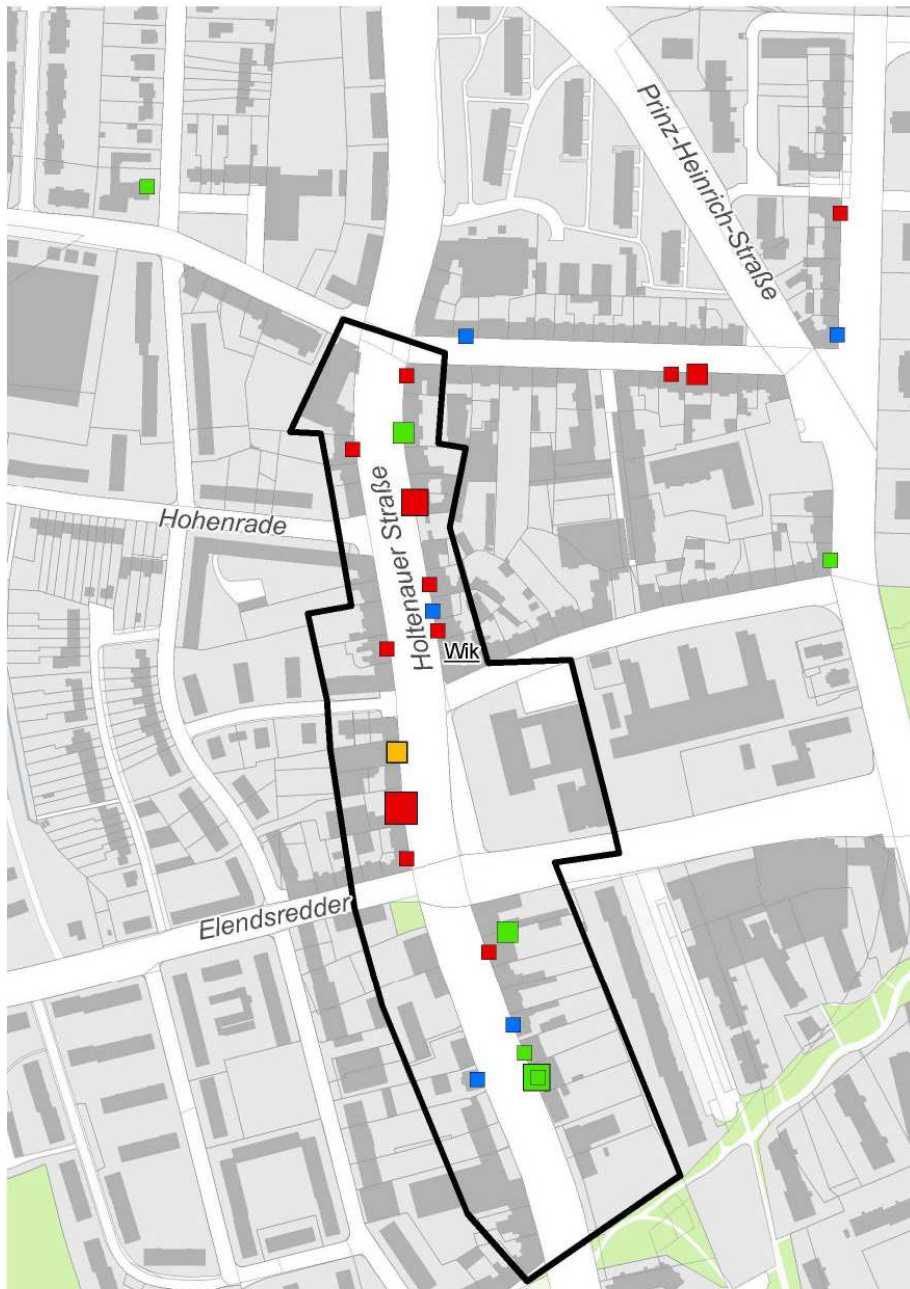 Prinz-Heinrich-Straße
Hohenrade
Holtenauer Straße
Wik
Elendsredder